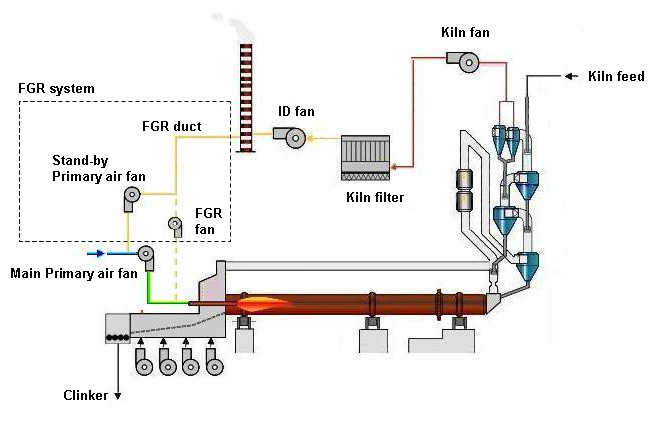 Kiln fan
Kiln feed
FGR system
ID fan
FGR duct
Stand-by
Primary air fan
Kiln filter
FGR
fan
Main Primary air fan
Clinker